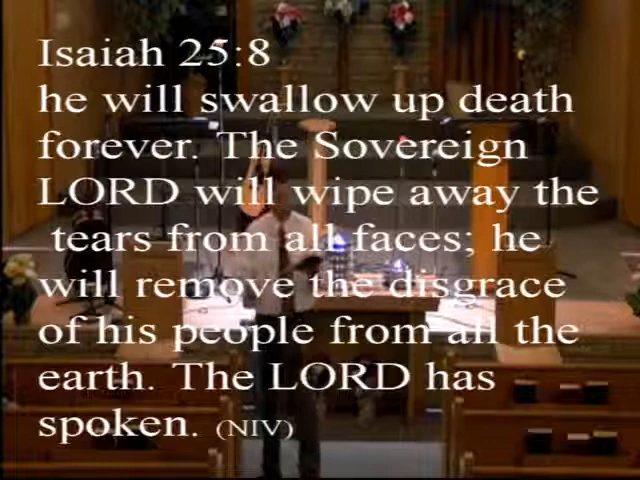 Isaiah 25:8
he will swallow up death
forever. The Sovereign
LORD will wipe away the
tears from all faces; he
will remove the disgrace
of his people from all the
earth. The LORD has
spoken. (NIV)